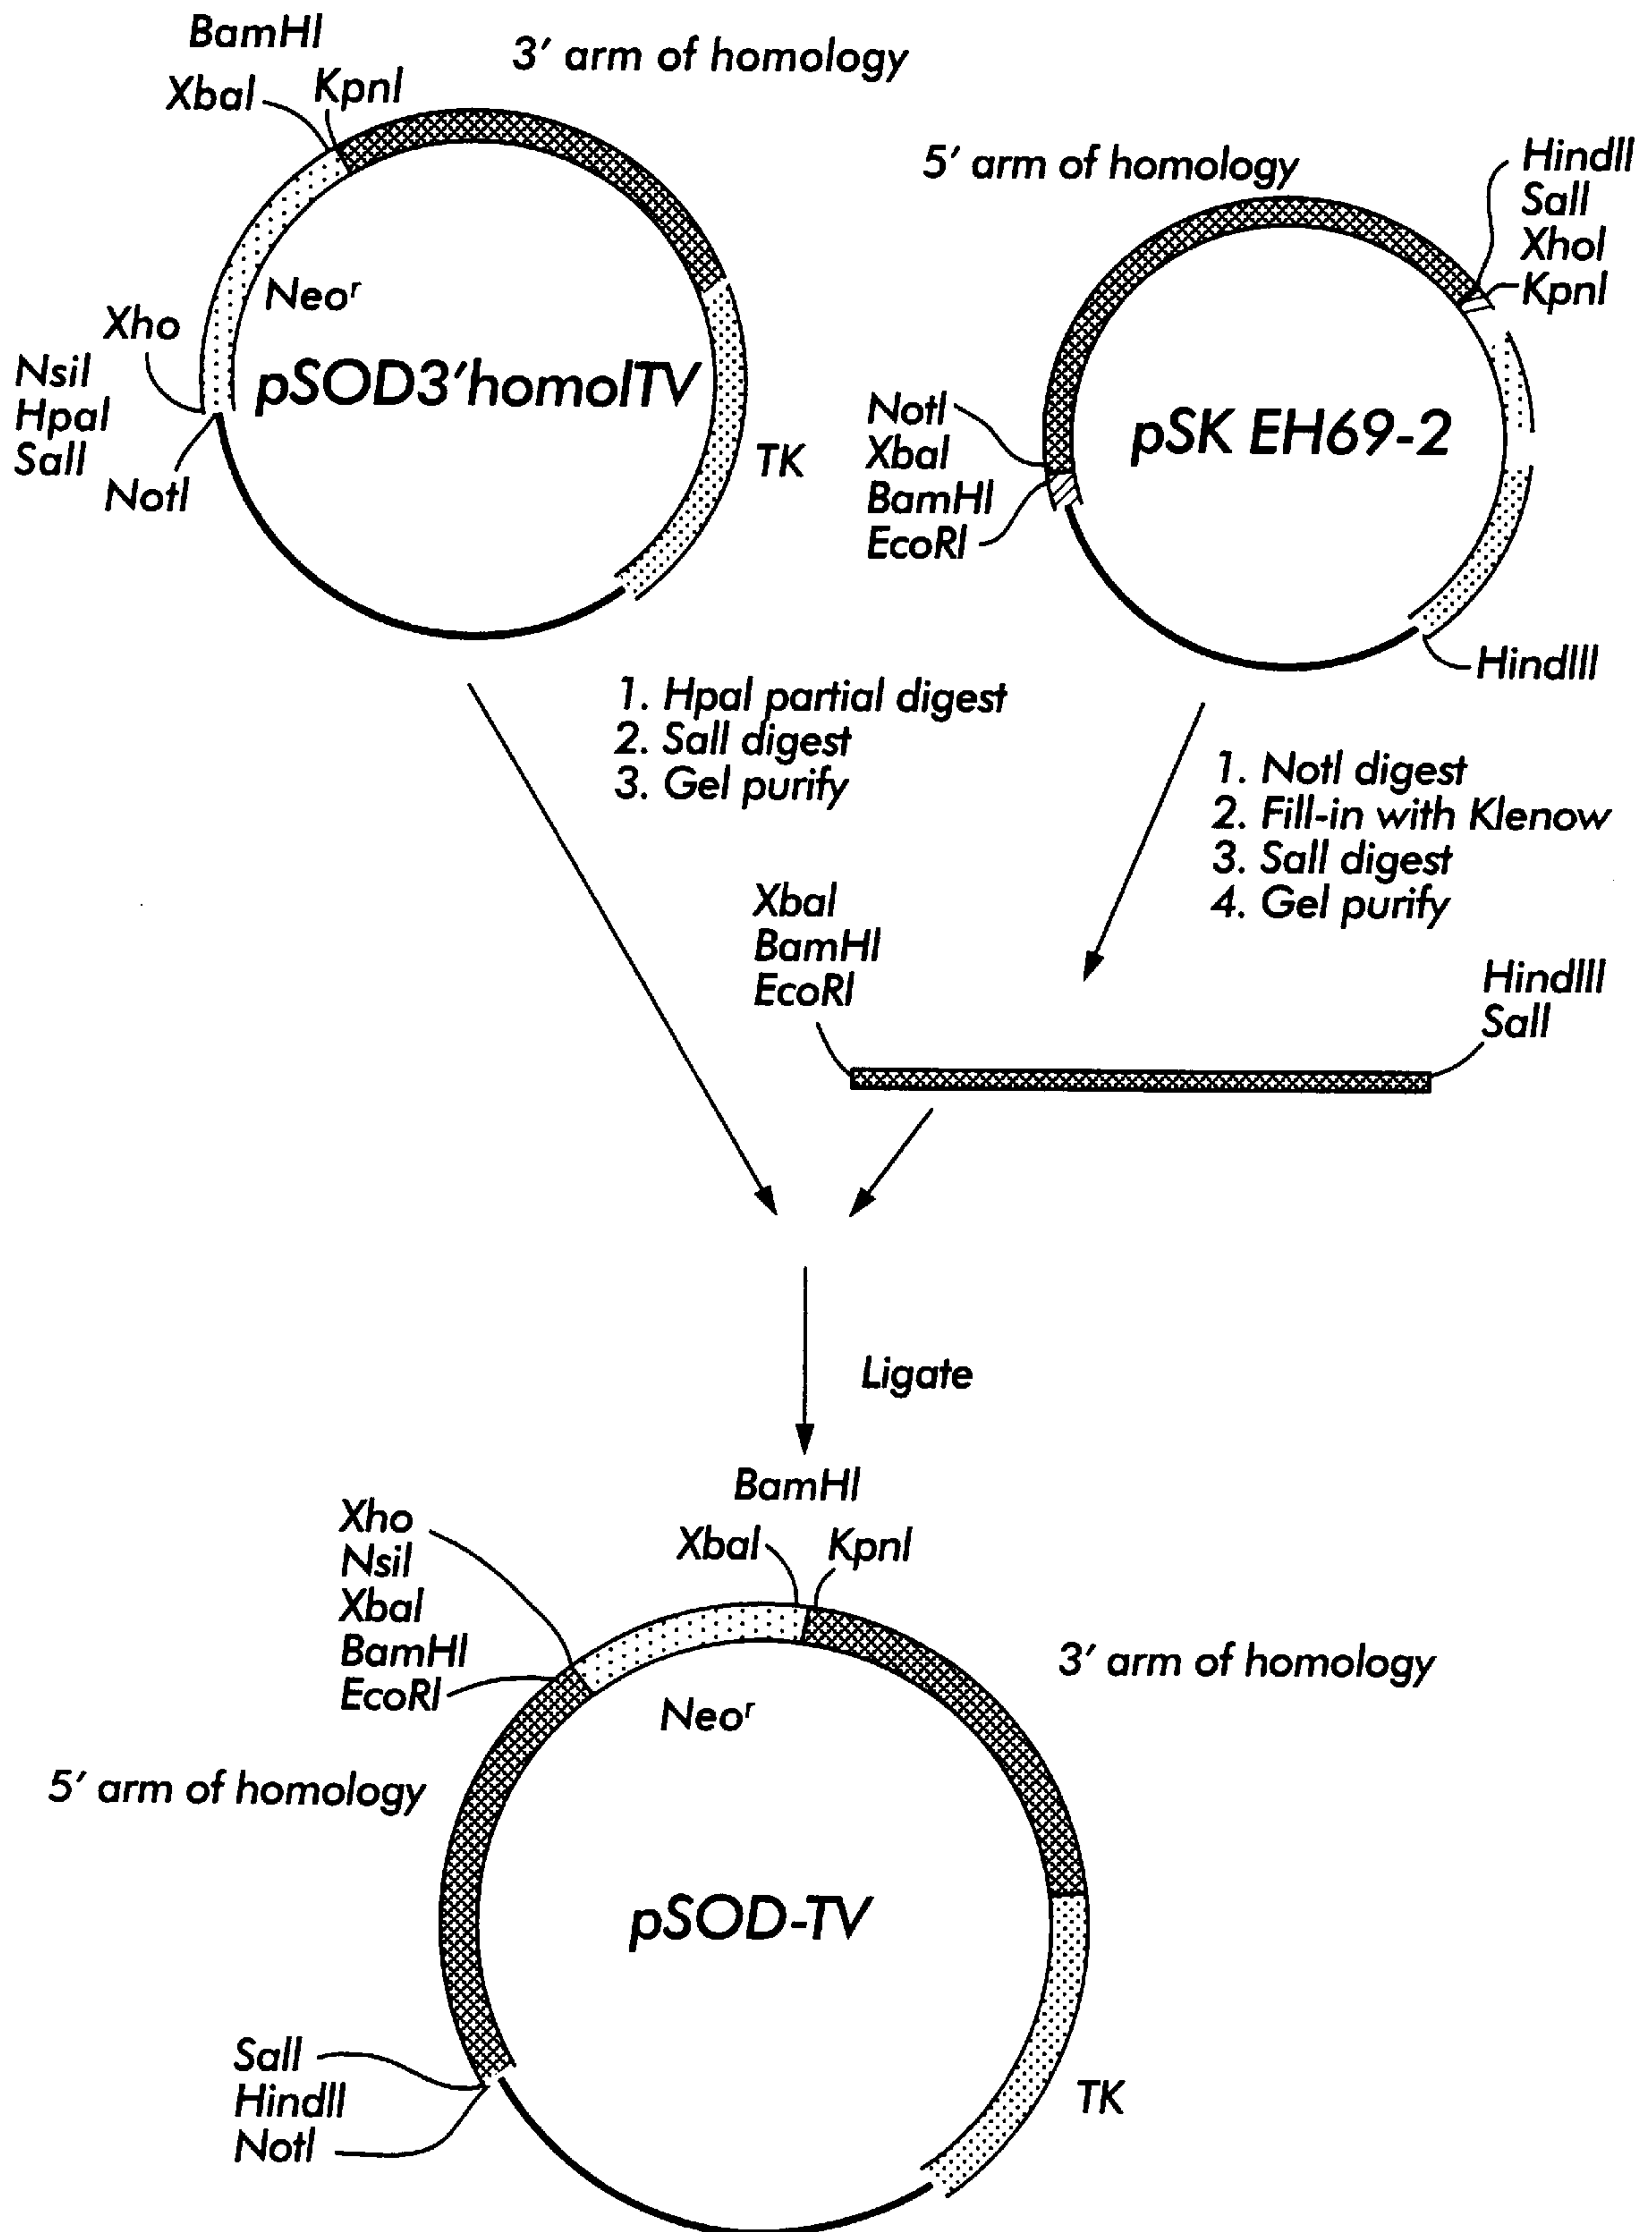 BamHI
3' arm of homology
XbaI
KpnI
5' arm of homology
HindII
SalI
XhoI
KpnI
Neoʳ
Xho
NsiI
HpaI
SalI
NotI
pSOD3'homolTV
TK
NotI
XbaI
BamHI
EcoRI
pSK EH69-2
HindIII
1. HpaI partial digest
2. SalI digest
3. Gel purify
1. NotI digest
2. Fill-in with Klenow
3. SalI digest
4. Gel purify
XbaI
BamHI
EcoRI
HindIII
SalI
Ligate
BamHI
XbaI
KpnI
Xho
NsiI
XbaI
BamHI
EcoRI
3' arm of homology
Neoʳ
5' arm of homology
pSOD-TV
SalI
HindII
NotI
TK